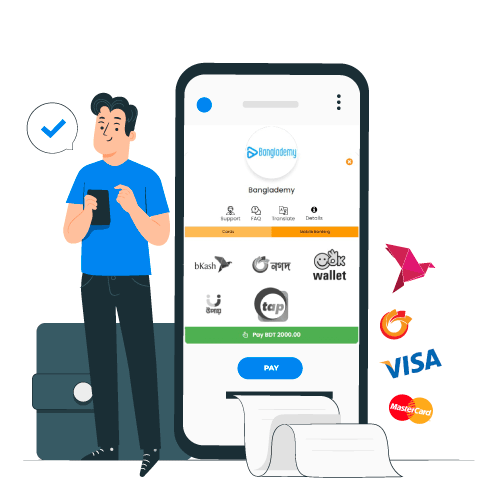 Banglademy
Banglademy
Support FAQ Translate Details
Cards Mobile Banking
bKash নগদ ok wallet
উপায় tap
Pay BDT 2000.00
PAY
VISA
MasterCard